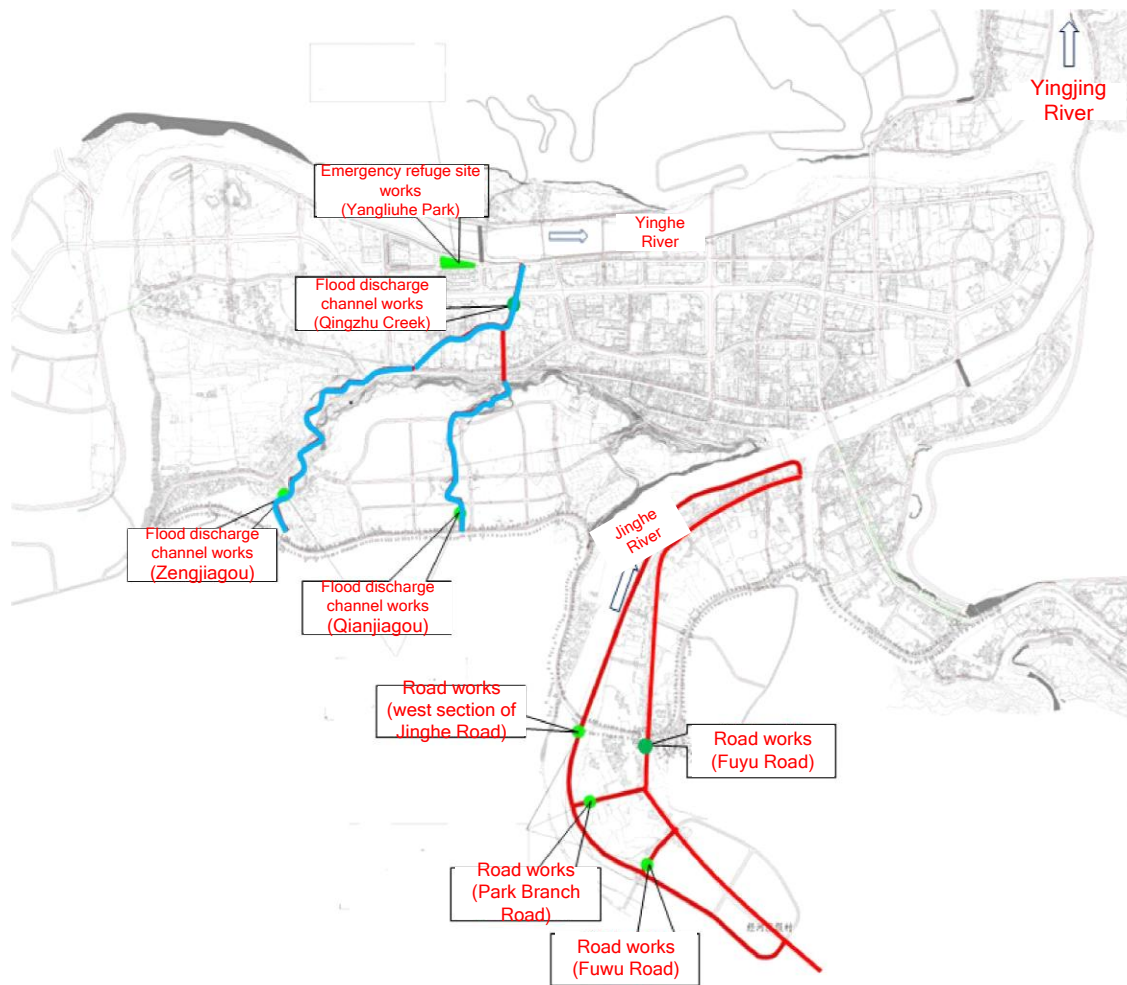 Yingjing
River
Emergency refuge site
works
(Yangliuhe Park)
Yinghe
River
Flood discharge
channel works
(Qingzhu Creek)
Jinghe
River
Flood discharge
channel works
(Zengjiagou)
Flood discharge
channel works
(Qianjiagou)
Road works
(west section of
Jinghe Road)
Road works
(Fuyu Road)
Road works
(Park Branch
Road)
Road works
(Fuwu Road)